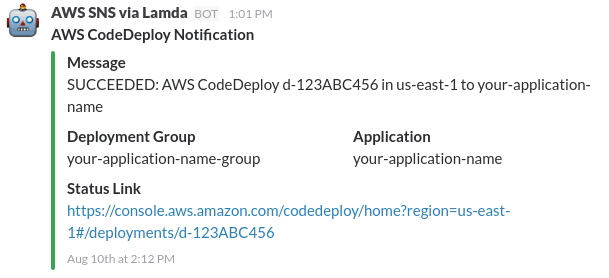 AWS SNS via Lamda BOT 1:01 PM
AWS CodeDeploy Notification
Message
SUCCEEDED: AWS CodeDeploy d-123ABC456 in us-east-1 to your-application-
name
Deployment Group Application
your-application-name-group your-application-name
Status Link
https://console.aws.amazon.com/codedeploy/home?region=us-east-
1#/deployments/d-123ABC456
Aug 10th at 2:12 PM